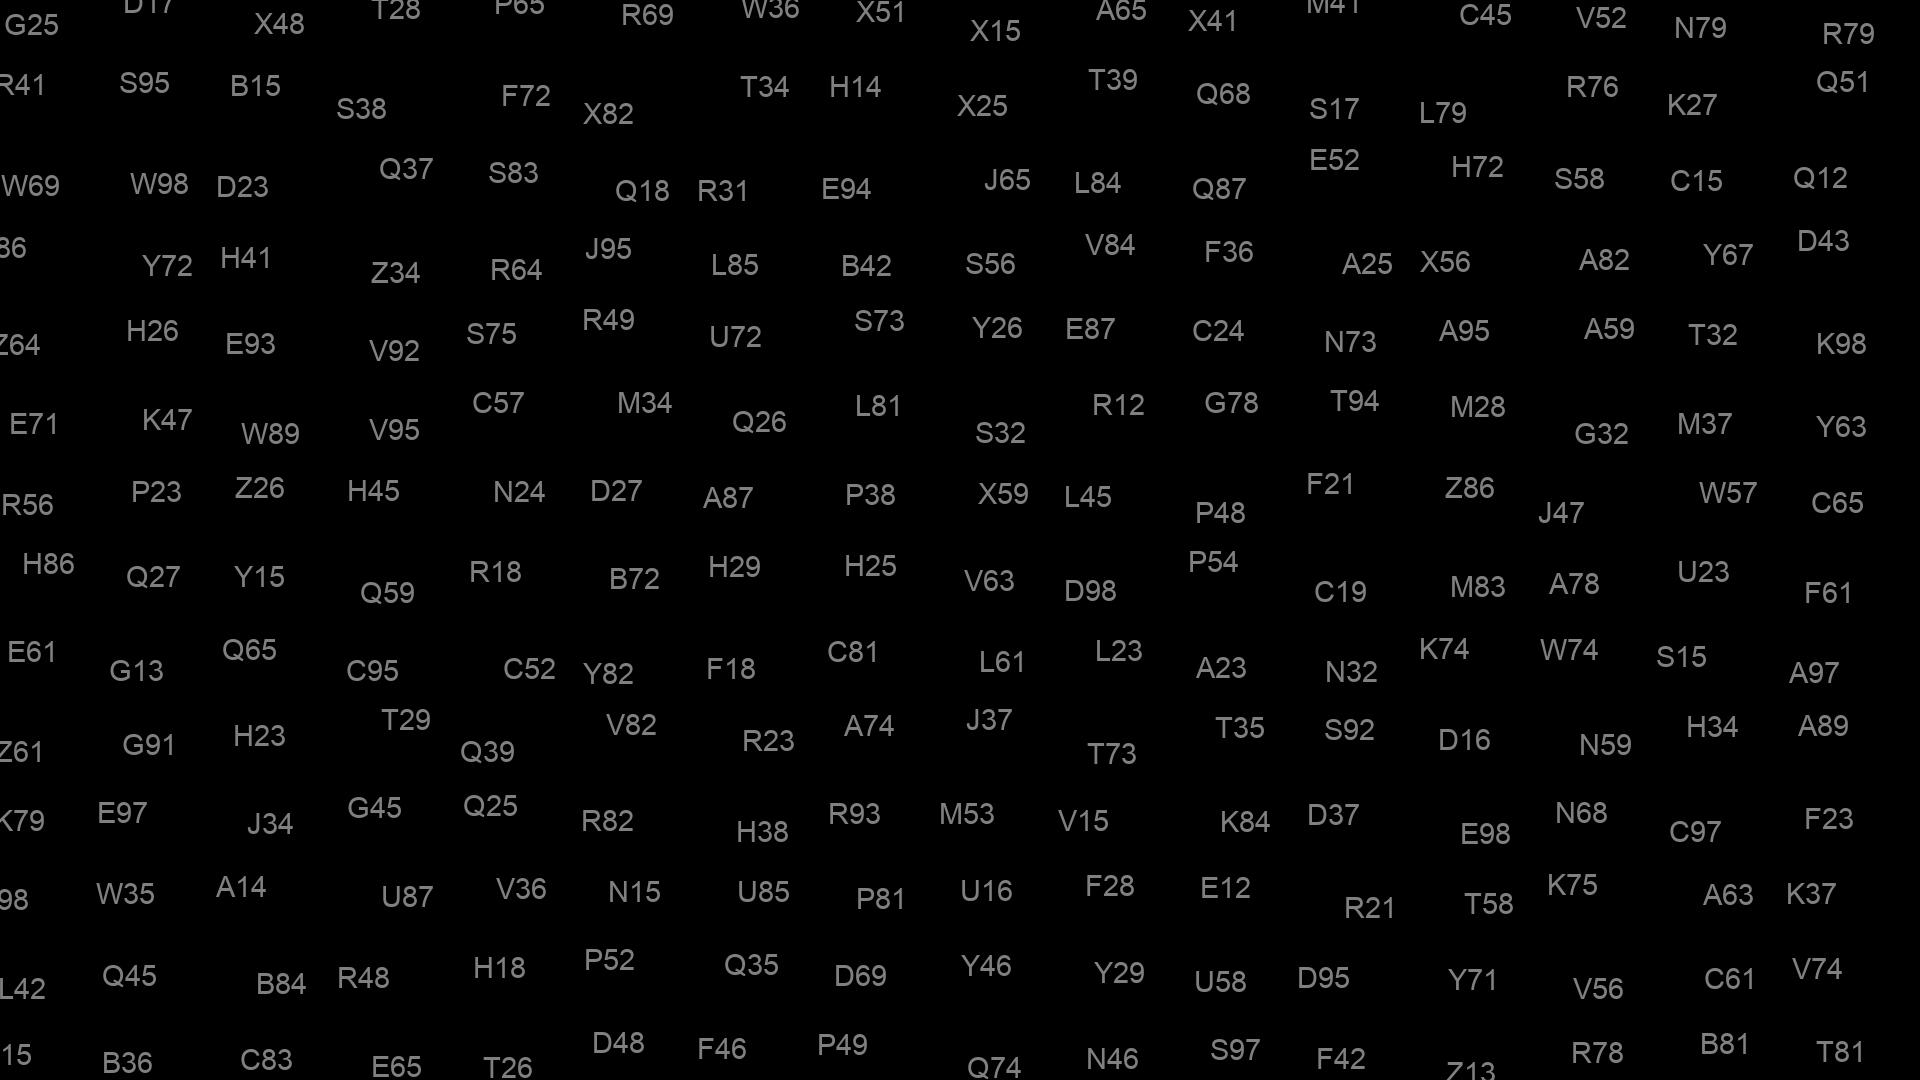 G25 D17 X48 T28 P65 R69 W36 X51 X15 A65 X41 M41 C45 V52 N79 R79
R41 S95 B15 S38 F72 X82 T34 H14 X25 T39 Q68 S17 L79 R76 K27 Q51
W69 W98 D23 Q37 S83 Q18 R31 E94 J65 L84 Q87 E52 H72 S58 C15 Q12
86 Y72 H41 Z34 R64 J95 L85 B42 S56 V84 F36 A25 X56 A82 Y67 D43
Z64 H26 E93 V92 S75 R49 U72 S73 Y26 E87 C24 N73 A95 A59 T32 K98
E71 K47 W89 V95 C57 M34 Q26 L81 S32 R12 G78 T94 M28 G32 M37 Y63
R56 P23 Z26 H45 N24 D27 A87 P38 X59 L45 P48 F21 Z86 J47 W57 C65
H86 Q27 Y15 Q59 R18 B72 H29 H25 V63 D98 P54 C19 M83 A78 U23 F61
E61 G13 Q65 C95 C52 Y82 F18 C81 L61 L23 A23 N32 K74 W74 S15 A97
Z61 G91 H23 T29 Q39 V82 R23 A74 J37 T73 T35 S92 D16 N59 H34 A89
K79 E97 J34 G45 Q25 R82 H38 R93 M53 V15 K84 D37 E98 N68 C97 F23
98 W35 A14 U87 V36 N15 U85 P81 U16 F28 E12 R21 T58 K75 A63 K37
L42 Q45 B84 R48 H18 P52 Q35 D69 Y46 Y29 U58 D95 Y71 V56 C61 V74
15 B36 C83 E65 T26 D48 F46 P49 Q74 N46 S97 F42 Z13 R78 B81 T81